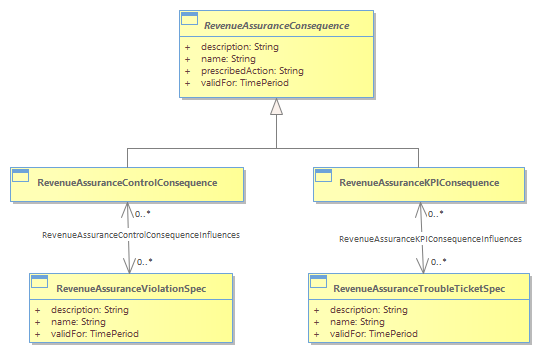 RevenueAssuranceConsequence
+ description: String
+ name: String
+ prescribedAction: String
+ validFor: TimePeriod
RevenueAssuranceControlConsequence
RevenueAssuranceKPIConsequence
0..*
0..*
RevenueAssuranceControlConsequenceInfluences
RevenueAssuranceKPIConsequenceInfluences
0..*
0..*
RevenueAssuranceViolationSpec
+ description: String
+ name: String
+ validFor: TimePeriod
RevenueAssuranceTroubleTicketSpec
+ description: String
+ name: String
+ validFor: TimePeriod